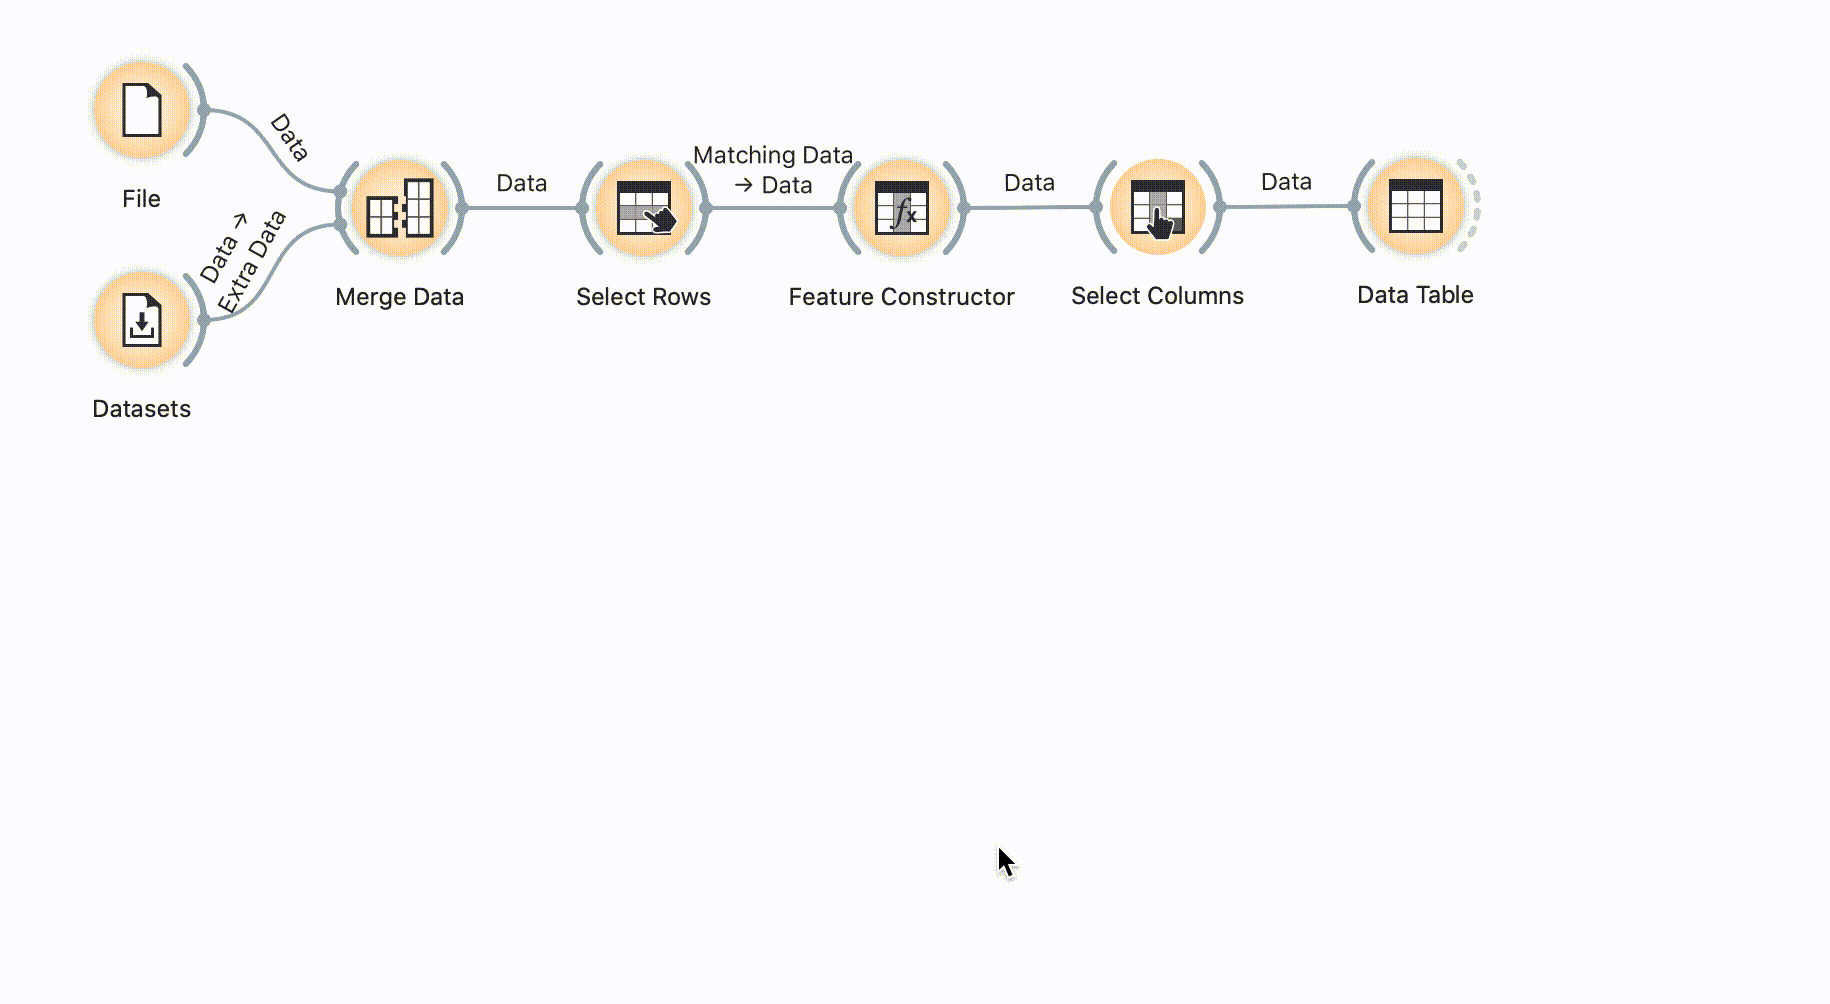 Data
File
Data →
Extra Data
Datasets
Merge Data
Data
Select Rows
Matching Data
→ Data
fx
Feature Constructor
Data
Select Columns
Data
Data Table